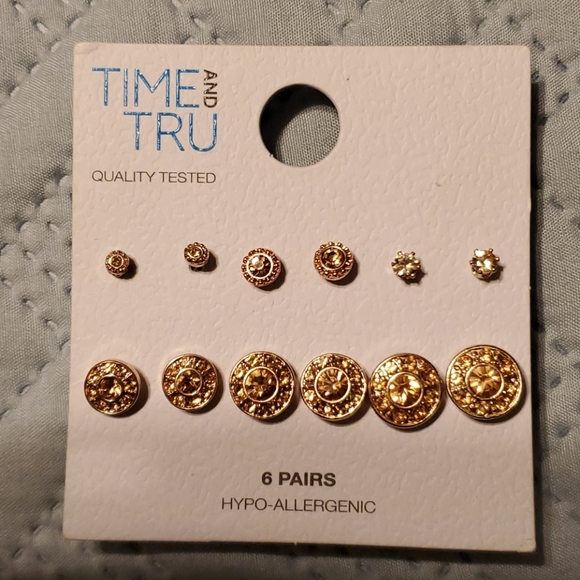 TIME AND
TRU
QUALITY TESTED
6 PAIRS
HYPO-ALLERGENIC